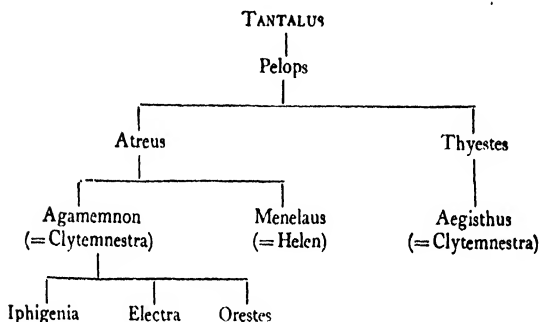 TANTALUS
Pelops
Atreus Thyestes
Agamemnon Menelaus Aegisthus
(=Clytemnestra) (=Helen) (=Clytemnestra)
Iphigenia Electra Orestes